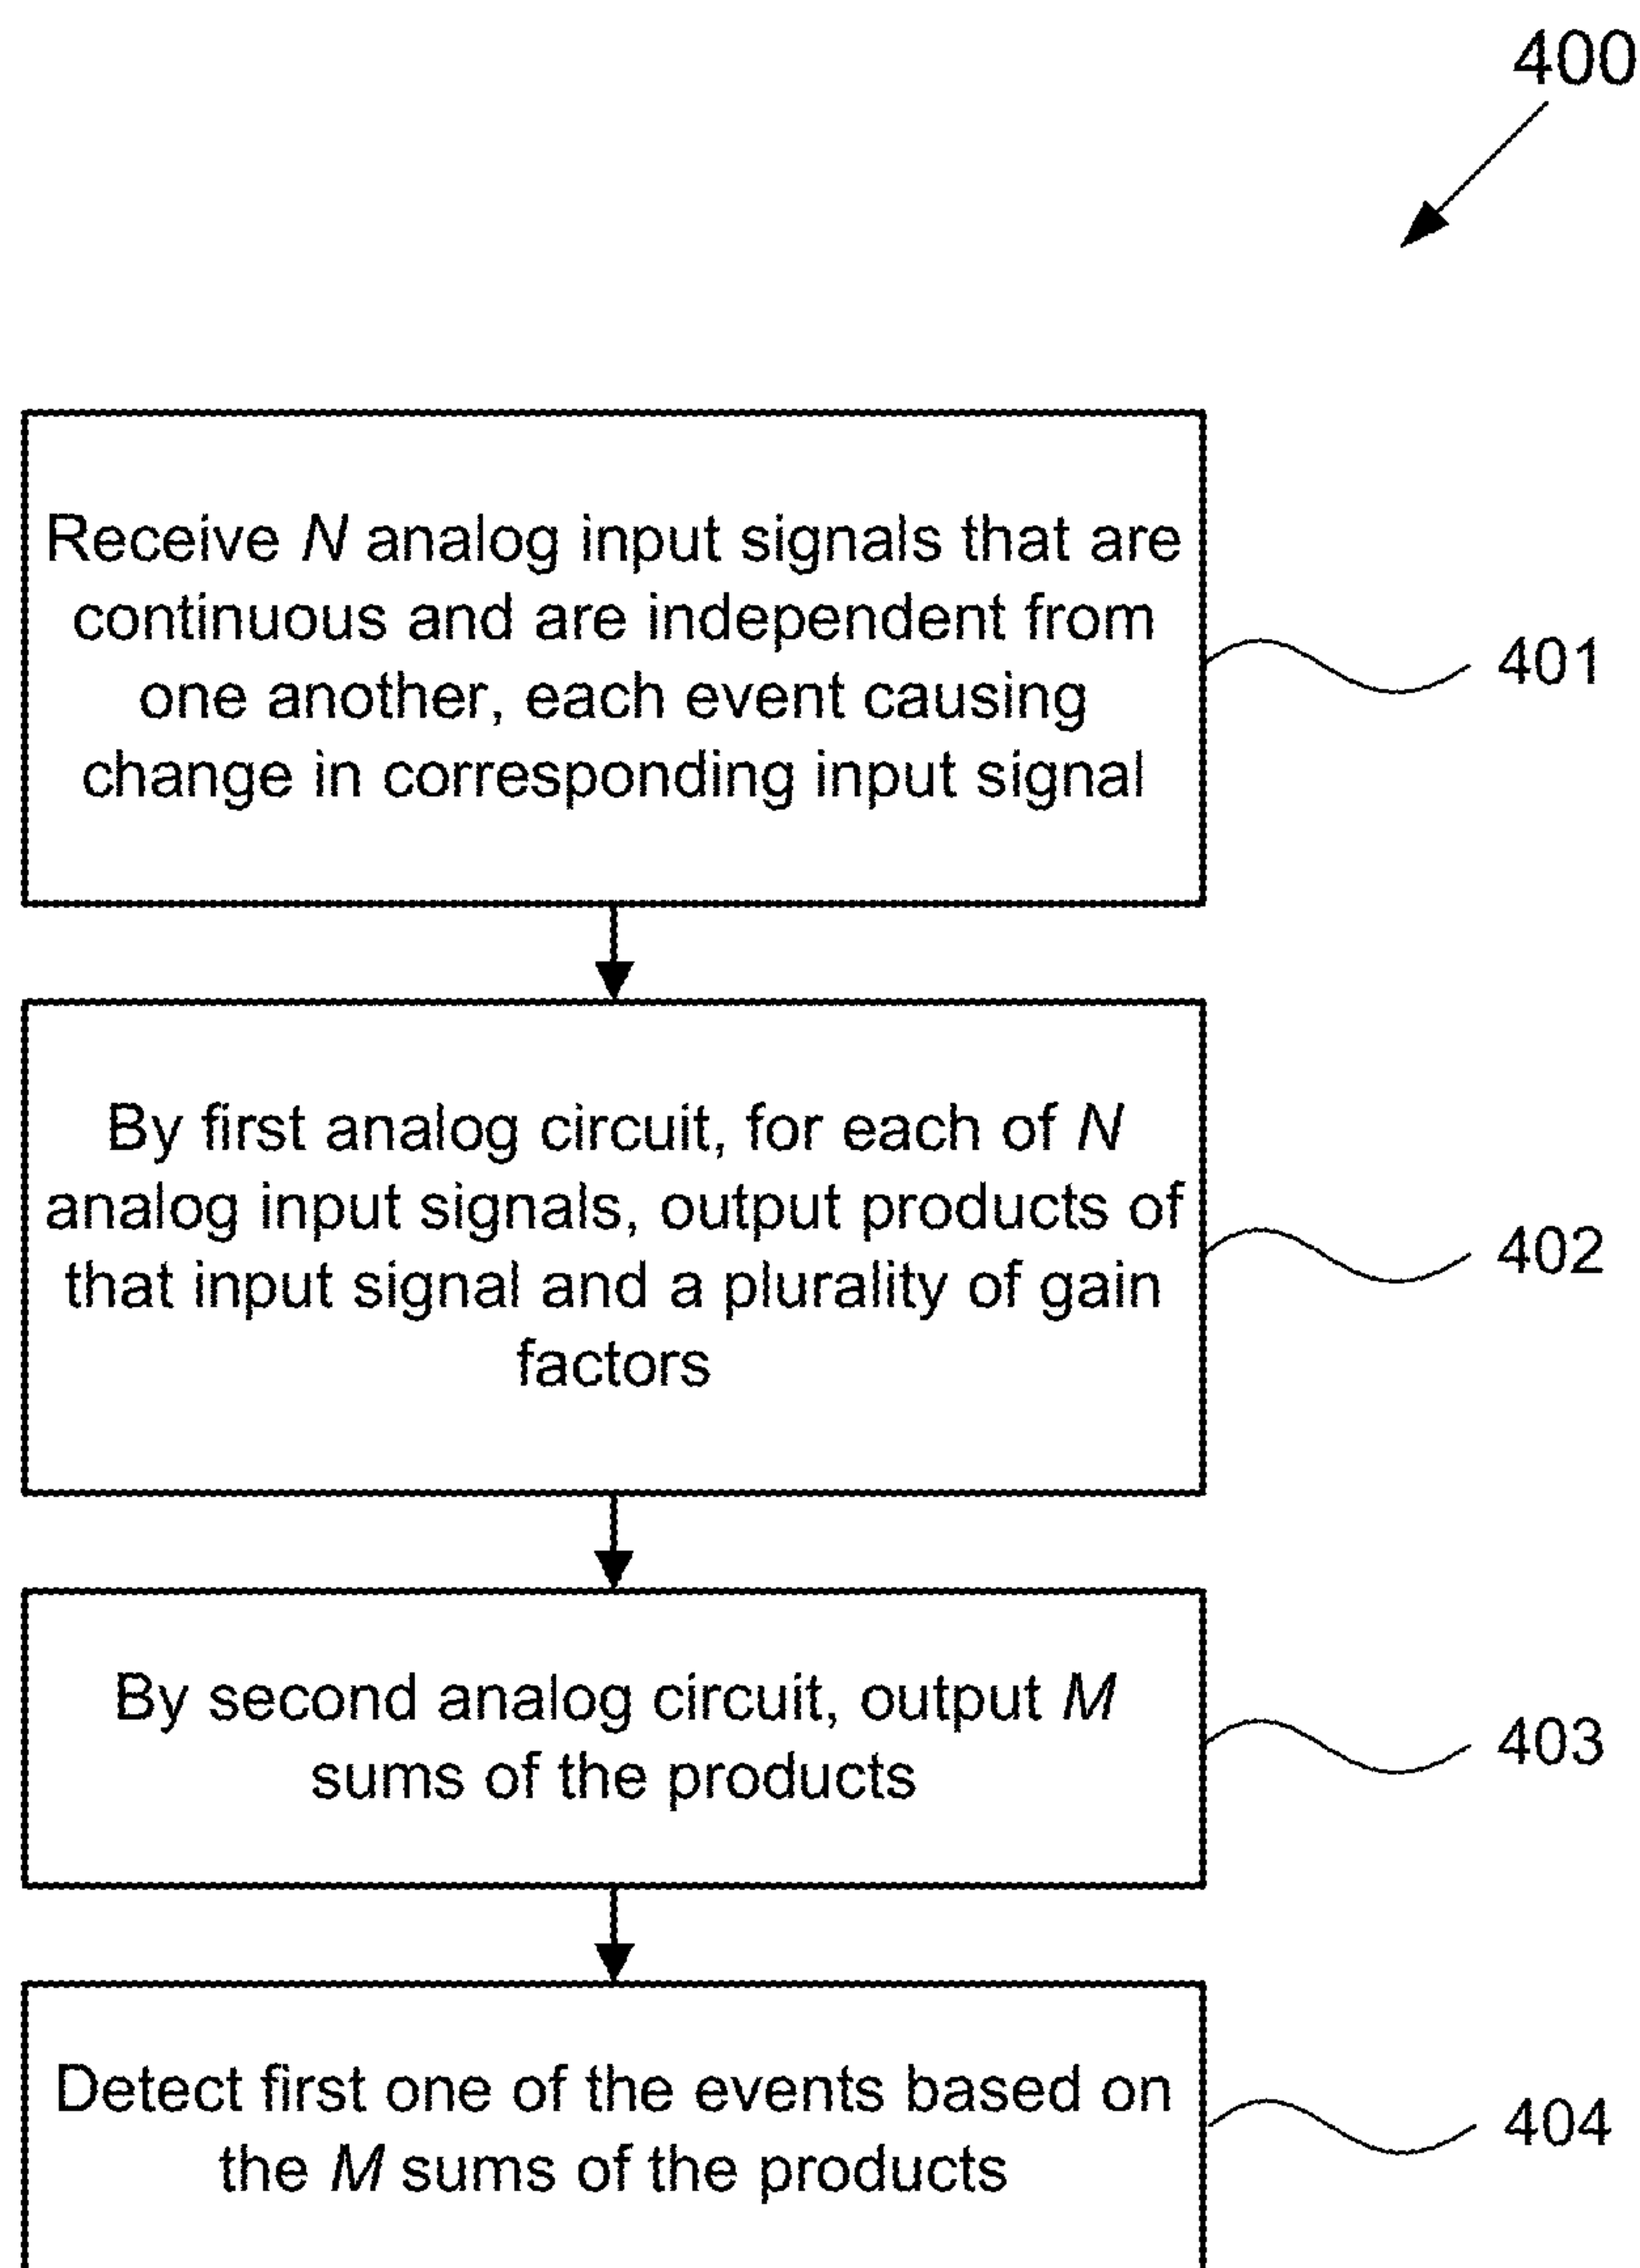 400
Receive N analog input signals that are
continuous and are independent from
one another, each event causing
change in corresponding input signal
401
By first analog circuit, for each of N
analog input signals, output products of
that input signal and a plurality of gain
factors
402
By second analog circuit, output M
sums of the products
403
Detect first one of the events based on
the M sums of the products
404